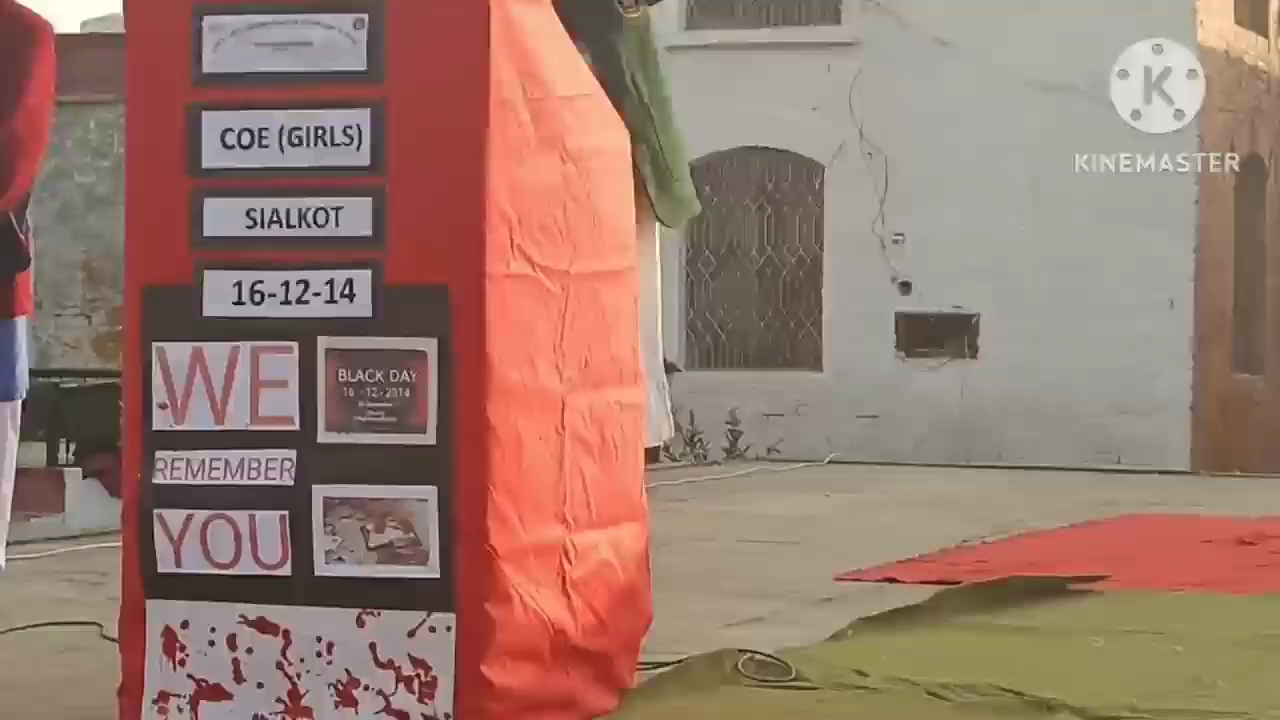 COE (GIRLS)
SIALKOT
16-12-14
WE
REMEMBER
YOU
BLACK DAY
16-12-2014
K
KINEMASTER